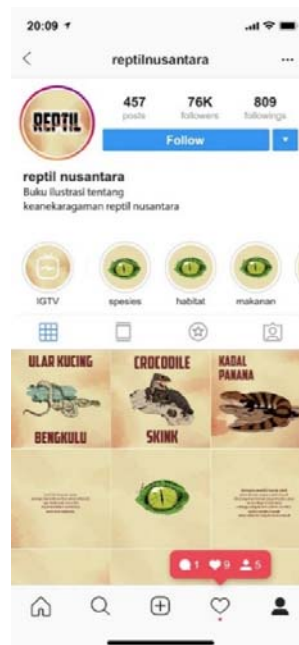 20:09
reptilnusantara
REPTIL
457 76K 809
posts followers followings
Follow
reptil nusantara
Buku ilustrasi tentang
keanekaragaman reptil nusantara
IGTV spesies habitat makanan
ULAR KUCING
BENGKULU
CROCODILE
SKINK
KADAL
PANANA
1 9 5